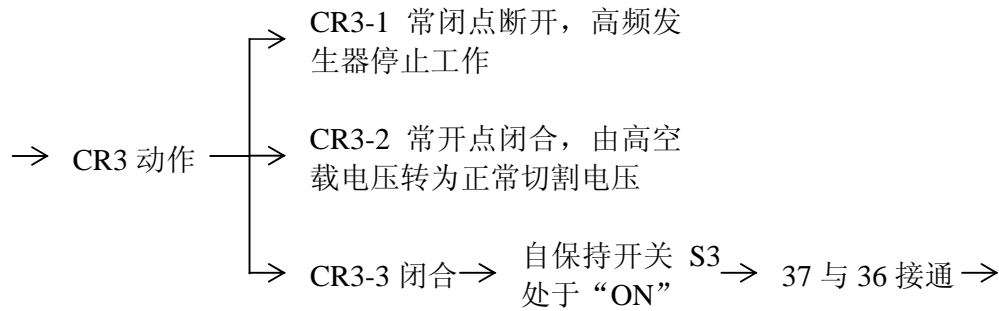 CR3-1 常闭点断开，高频发
生器停止工作
CR3 动作
CR3-2 常开点闭合，由高空
载电压转为正常切割电压
CR3-3 闭合
自保持开关 S3
处于“ON”
37 与 36 接通